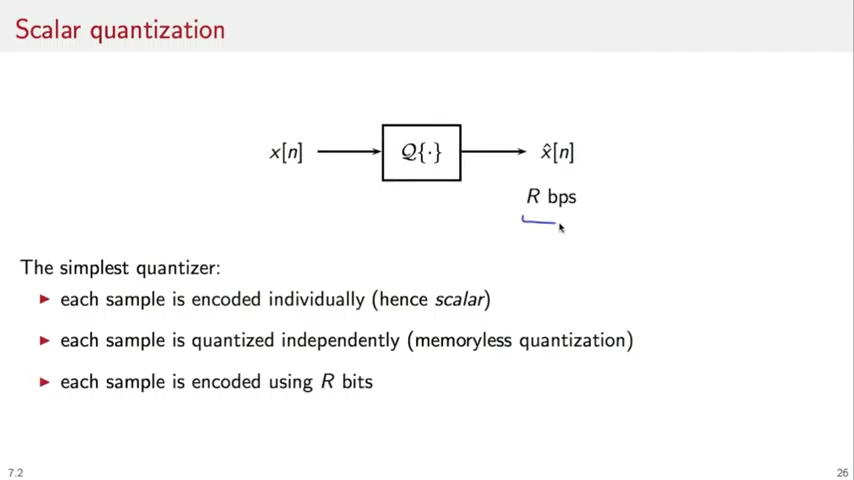 Scalar quantization
x[n] Q{·} x̂[n]
R bps
The simplest quantizer:
► each sample is encoded individually (hence scalar)
► each sample is quantized independently (memoryless quantization)
► each sample is encoded using R bits
7.2 26